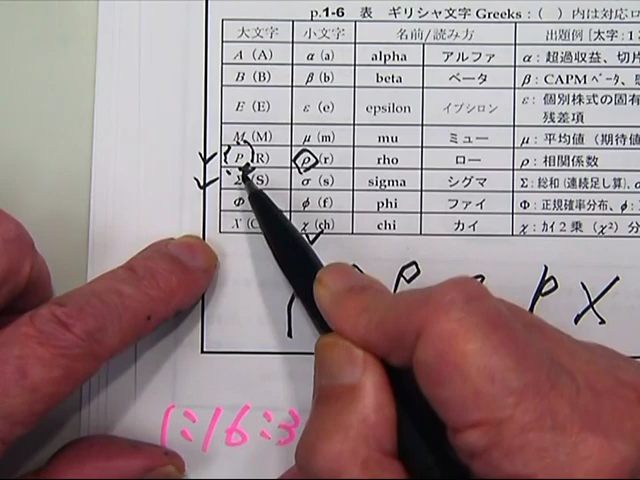 p.1-6 表 ギリシャ文字 Greeks:( )内は対応ロ
大文字 小文字 名前/読み方 出題例 [太字:1
A (A) α (a) alpha アルファ α:超過収益、切片
B (B) β (b) beta ベータ β:CAPM ベータ、
E (E) ε (e) epsilon イプシロン ε:個別株式の固有
残差項
M (M) μ (m) mu ミュー μ:平均値(期待値
P (R) ρ (r) rho ロー ρ:相関係数
Σ (S) σ (s) sigma シグマ Σ:総和(連続足し算)、
Φ φ (f) phi ファイ Φ:正規確率分布、φ:
X (C χ (ch) chi カイ χ:カイ2乗 (χ²) 分
ρ p X
1:16:3